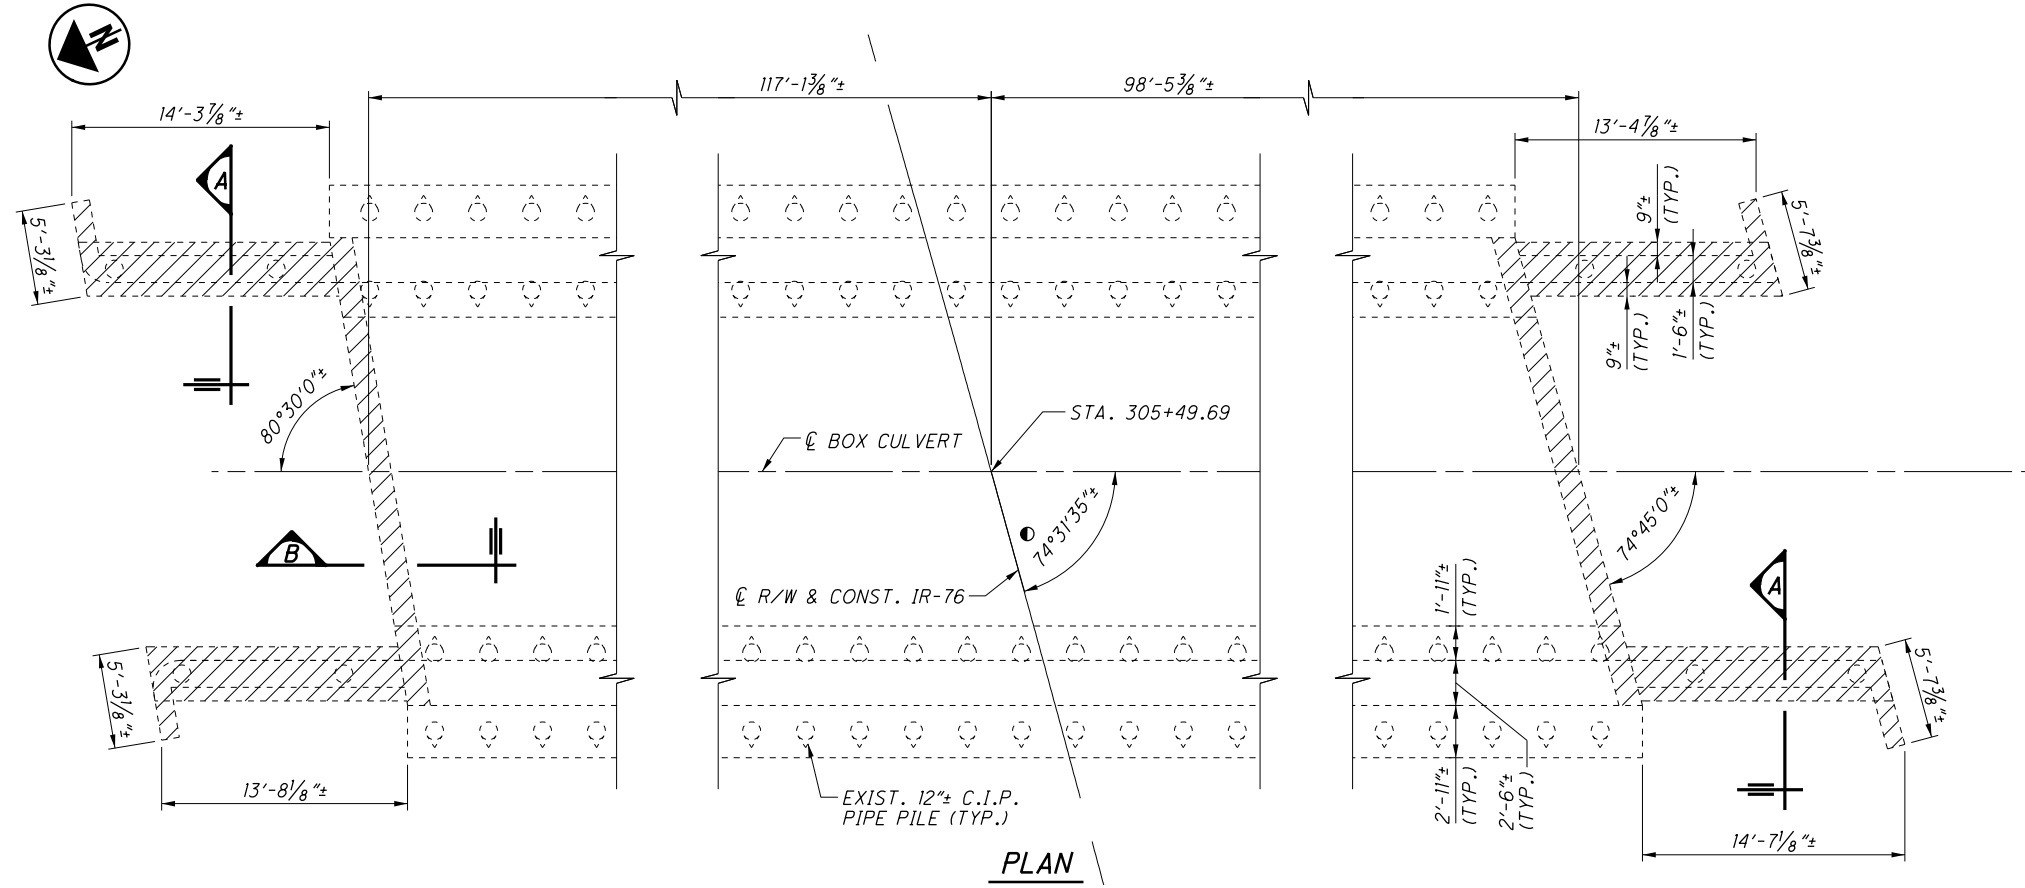 N
117'-1⅜"±
98'-5⅜"±
14'-3⅞"±
13'-4⅞"±
A
5'-3⅛"±
9"±
(TYP.)
5'-7⅜"±
9"±
(TYP.)
1'-6"±
(TYP.)
80°30'0"±
STA. 305+49.69
℄ BOX CULVERT
74°31'35"±
74°45'0"±
B
℄ R/W & CONST. IR-76
1'-11"±
(TYP.)
A
5'-3⅛"±
5'-7⅜"±
13'-8⅛"±
EXIST. 12"± C.I.P.
PIPE PILE (TYP.)
2'-11"±
(TYP.)
2'-6"±
(TYP.)
14'-7⅛"±
PLAN